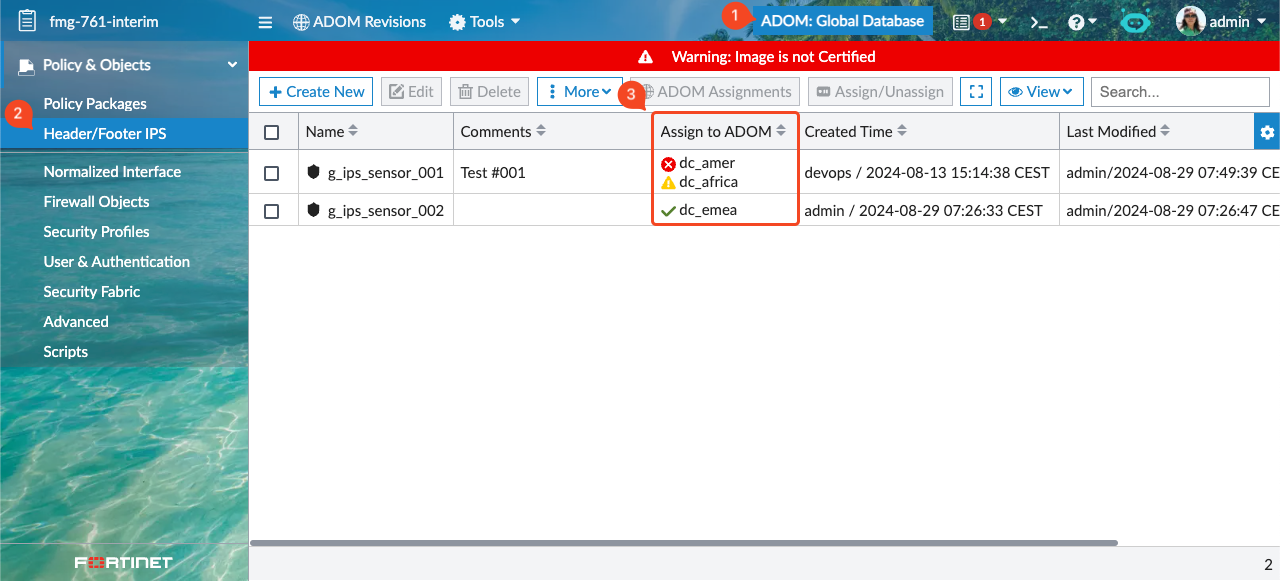 fmg-761-interim
ADOM Revisions
Tools
1
ADOM: Global Database
1
admin
Warning: Image is not Certified
Policy & Objects
2
Policy Packages
Header/Footer IPS
Normalized Interface
Firewall Objects
Security Profiles
User & Authentication
Security Fabric
Advanced
Scripts
FORTINET
Create New
Edit
Delete
More
3
ADOM Assignments
Assign/Unassign
View
Search...
Name Comments Assign to ADOM Created Time Last Modified
g_ips_sensor_001 Test #001 dc_amer devops / 2024-08-13 15:14:38 CEST admin/2024-08-29 07:49:39 CE
dc_africa
g_ips_sensor_002 dc_emea admin / 2024-08-29 07:26:33 CEST admin/2024-08-29 07:26:47 CE
2